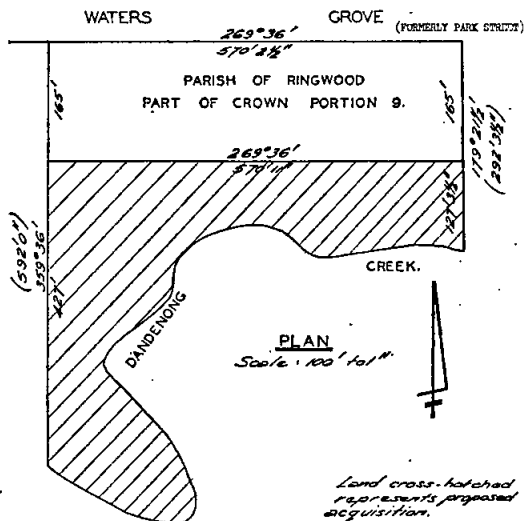 WATERS GROVE (FORMERLY PARK STREET)
269°36'
570'2½"
PARISH OF RINGWOOD
PART OF CROWN PORTION 9.
165'
165'
179°21½'
(292'3½")
269°36'
570'11"
127'3½"
(592'0")
359°36'
427'
CREEK.
DANDENONG
PLAN
Scale : 100' to 1".
Land cross-hatched
represents proposed
acquisition.